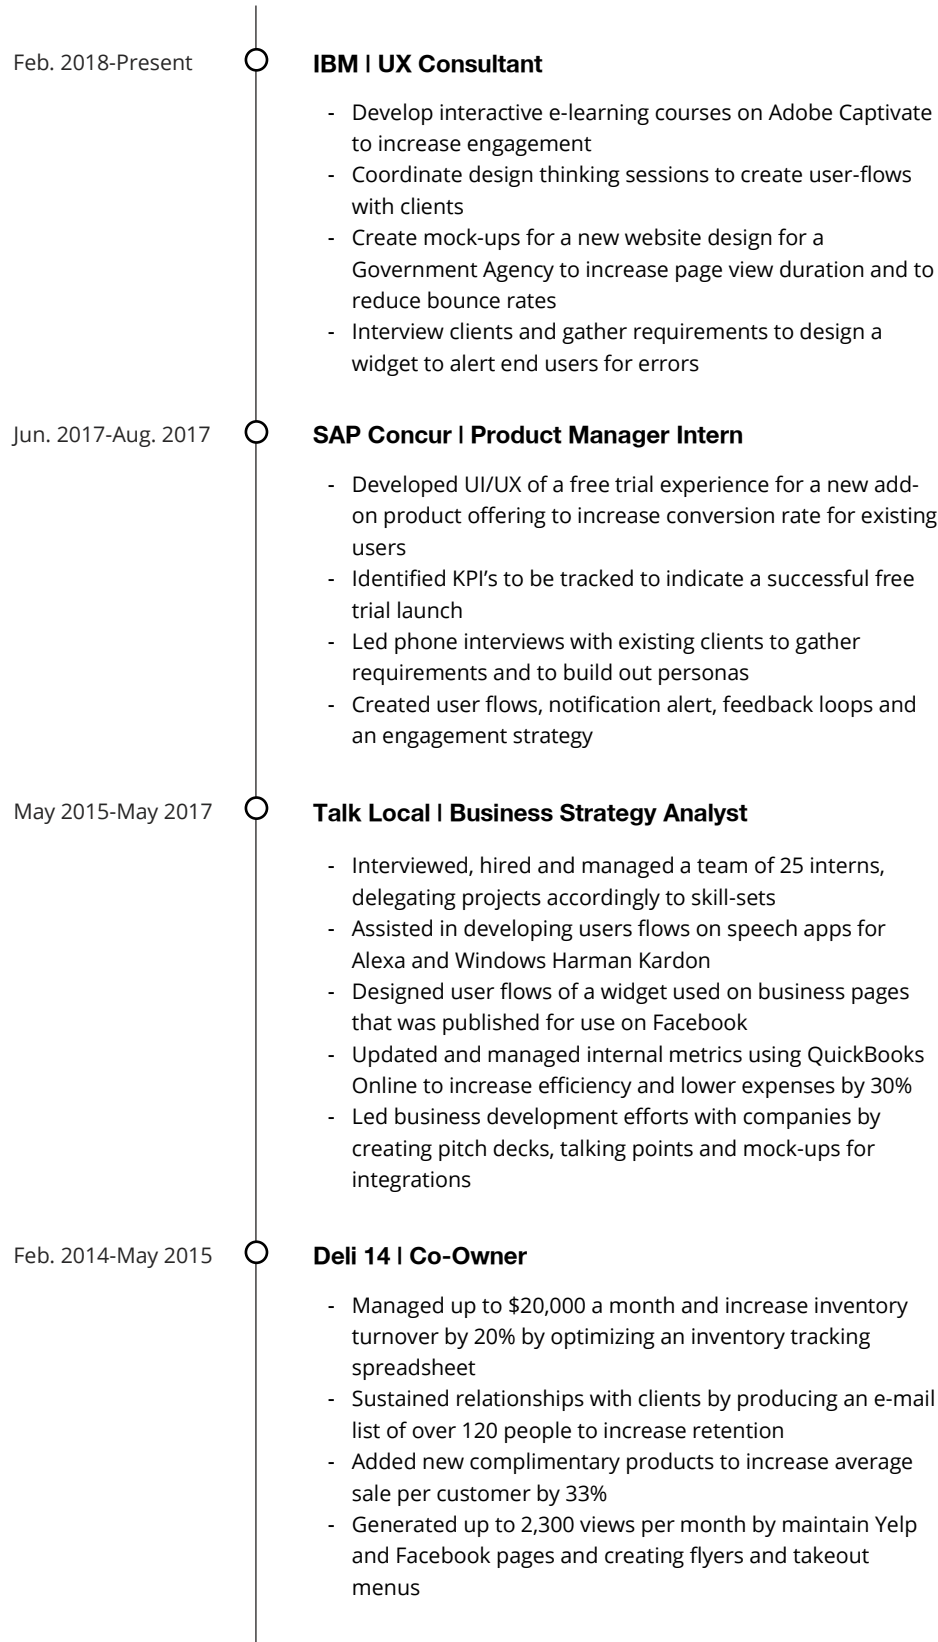 Feb. 2018-Present
IBM | UX Consultant
- Develop interactive e-learning courses on Adobe Captivate
to increase engagement
- Coordinate design thinking sessions to create user-flows
with clients
- Create mock-ups for a new website design for a
Government Agency to increase page view duration and to
reduce bounce rates
- Interview clients and gather requirements to design a
widget to alert end users for errors
Jun. 2017-Aug. 2017
SAP Concur | Product Manager Intern
- Developed UI/UX of a free trial experience for a new add-
on product offering to increase conversion rate for existing
users
- Identified KPI’s to be tracked to indicate a successful free
trial launch
- Led phone interviews with existing clients to gather
requirements and to build out personas
- Created user flows, notification alert, feedback loops and
an engagement strategy
May 2015-May 2017
Talk Local | Business Strategy Analyst
- Interviewed, hired and managed a team of 25 interns,
delegating projects accordingly to skill-sets
- Assisted in developing users flows on speech apps for
Alexa and Windows Harman Kardon
- Designed user flows of a widget used on business pages
that was published for use on Facebook
- Updated and managed internal metrics using QuickBooks
Online to increase efficiency and lower expenses by 30%
- Led business development efforts with companies by
creating pitch decks, talking points and mock-ups for
integrations
Feb. 2014-May 2015
Deli 14 | Co-Owner
- Managed up to $20,000 a month and increase inventory
turnover by 20% by optimizing an inventory tracking
spreadsheet
- Sustained relationships with clients by producing an e-mail
list of over 120 people to increase retention
- Added new complimentary products to increase average
sale per customer by 33%
- Generated up to 2,300 views per month by maintain Yelp
and Facebook pages and creating flyers and takeout
menus